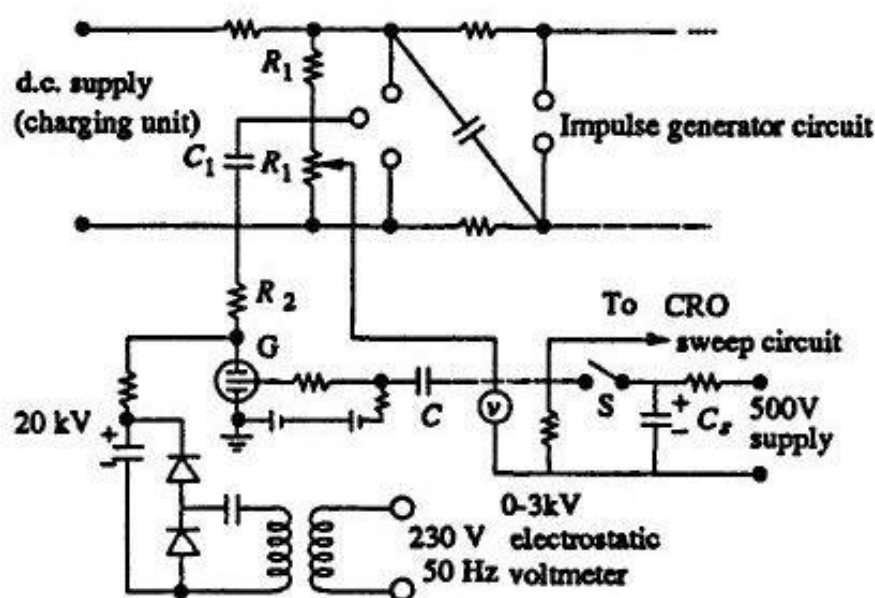 R1
d.c. supply
(charging unit)
Impulse generator circuit
C1
R1
R2
To CRO
sweep circuit
G
20 kV
+
-
C
v
S
+
-
Cs
500V
supply
0-3kV
230 V electrostatic
50 Hz voltmeter